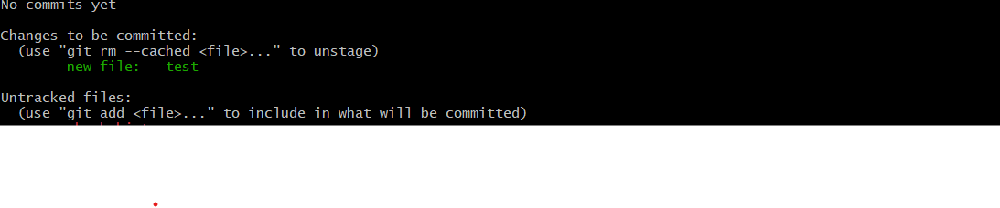 No commits yet
Changes to be committed:
(use "git rm --cached <file>..." to unstage)
new file: test
Untracked files:
(use "git add <file>..." to include in what will be committed)